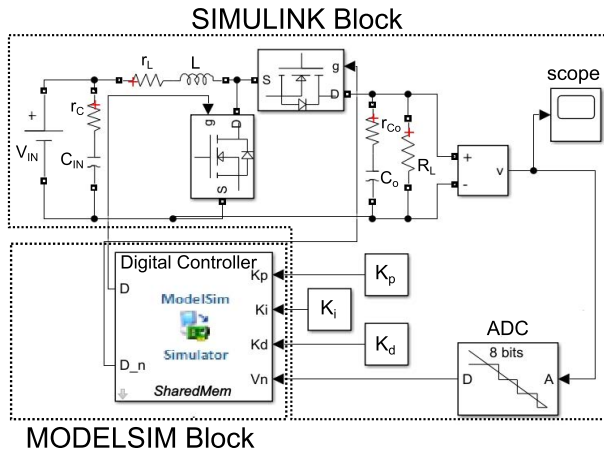 SIMULINK Block
r_L
L
S
g
D
scope
+
r_C
V_IN
C_IN
g
D
S
r_Co
R_L
C_o
+
-
v
Digital Controller
D
D_n
ModelSim
Simulator
SharedMem
Kp
Ki
Kd
Vn
K_p
K_i
K_d
ADC
8 bits
D
A
MODELSIM Block